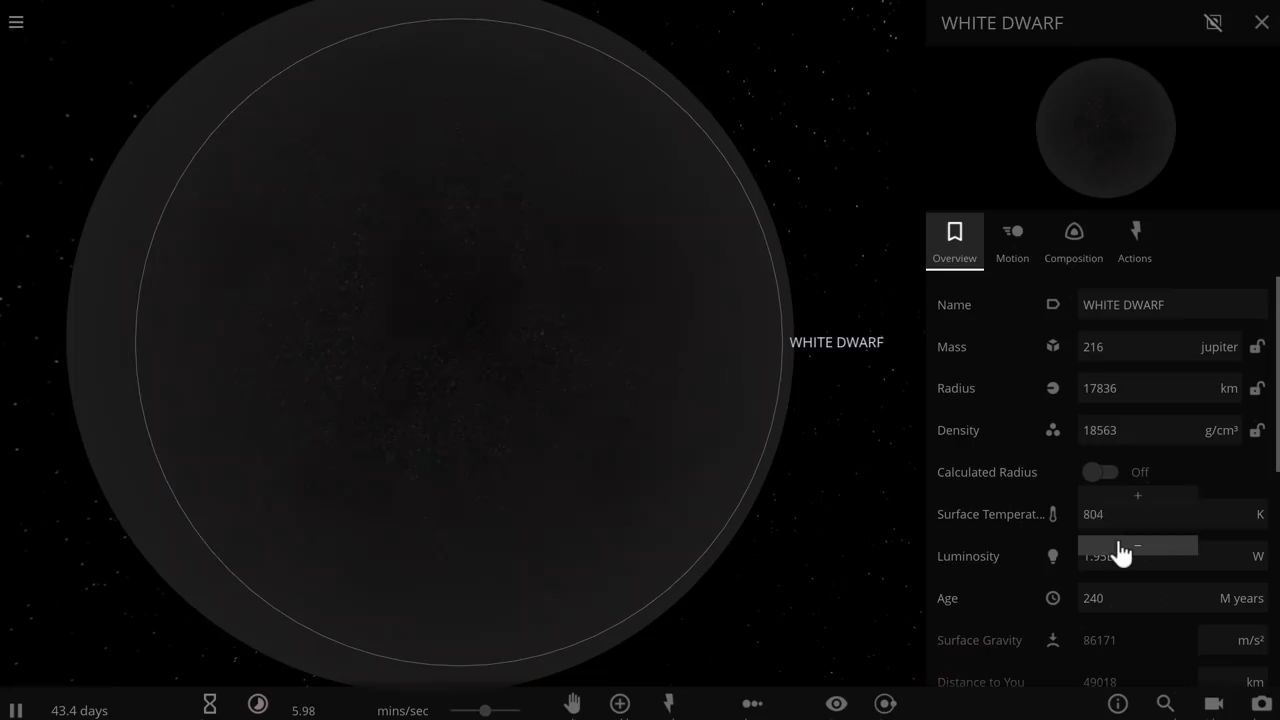 WHITE DWARF
Overview
Motion
Composition
Actions
Name WHITE DWARF
WHITE DWARF
Mass 216 jupiter
Radius 17836 km
Density 18563 g/cm³
Calculated Radius Off
+
Surface Temperat... 804 K
−
Luminosity W
Age 240 M years
Surface Gravity 86171 m/s²
Distance to You 49018 km
43.4 days 5.98 mins/sec